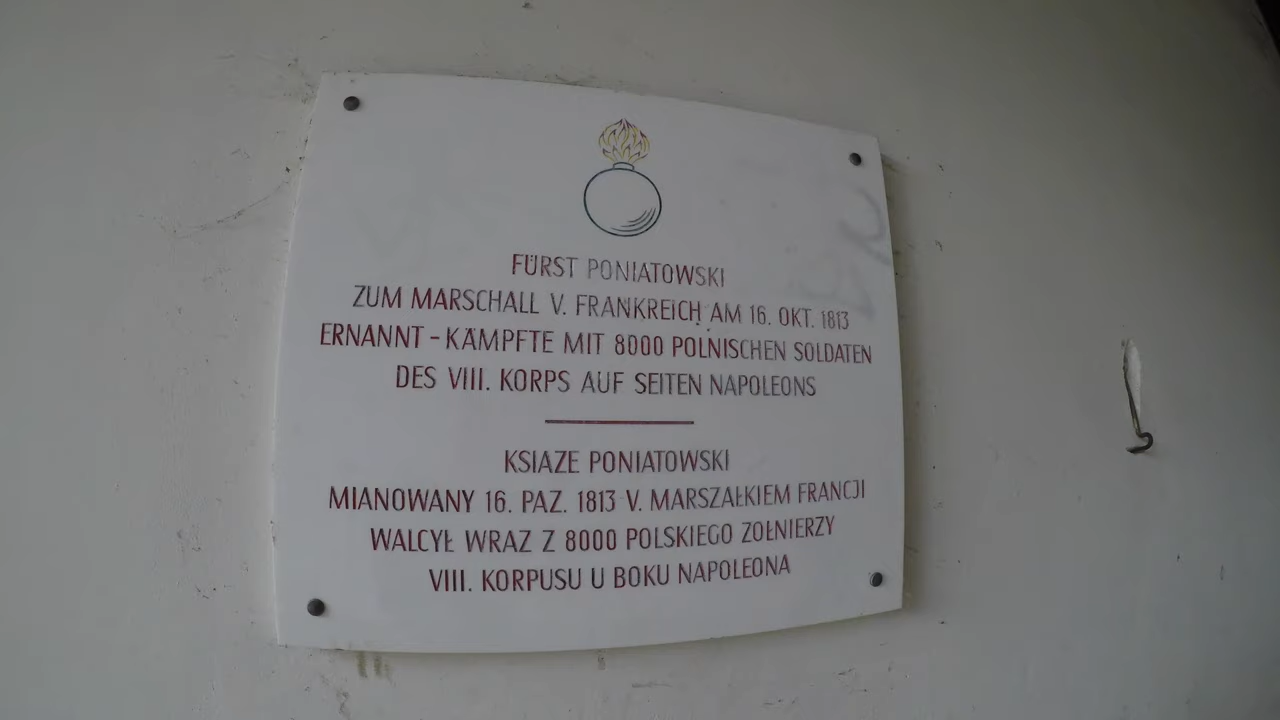 FÜRST PONIATOWSKI
ZUM MARSCHALL V. FRANKREICH AM 16. OKT. 1813
ERNANNT - KÄMPFTE MIT 8000 POLNISCHEN SOLDATEN
DES VIII. KORPS AUF SEITEN NAPOLEONS
KSIAZE PONIATOWSKI
MIANOWANY 16. PAZ. 1813 V. MARSZAŁKIEM FRANCJI
WALCYŁ WRAZ Z 8000 POLSKIEGO ZOŁNIERZY
VIII. KORPUSU U BOKU NAPOLEONA